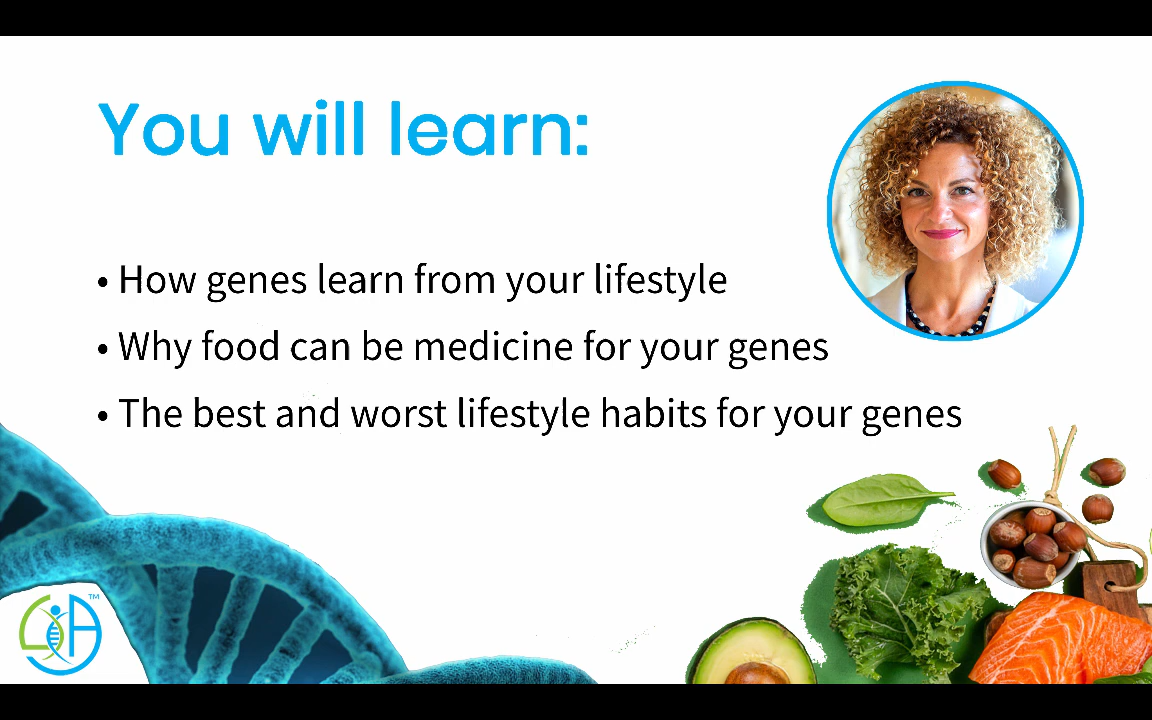 You will learn:
• How genes learn from your lifestyle
• Why food can be medicine for your genes
• The best and worst lifestyle habits for your genes
LA™